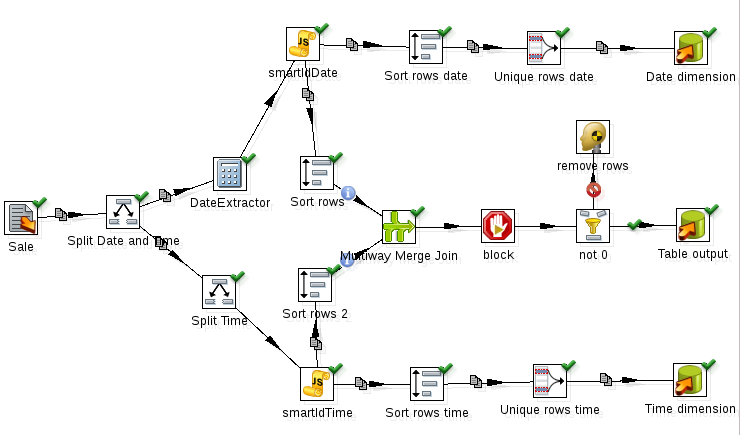 smartIdDate
Sort rows date
Unique rows date
Date dimension
remove rows
DateExtractor
Sort rows
Sale
Split Date and Time
Multiway Merge Join
block
not 0
Table output
Split Time
Sort rows 2
smartIdTime
Sort rows time
Unique rows time
Time dimension
JS
JS